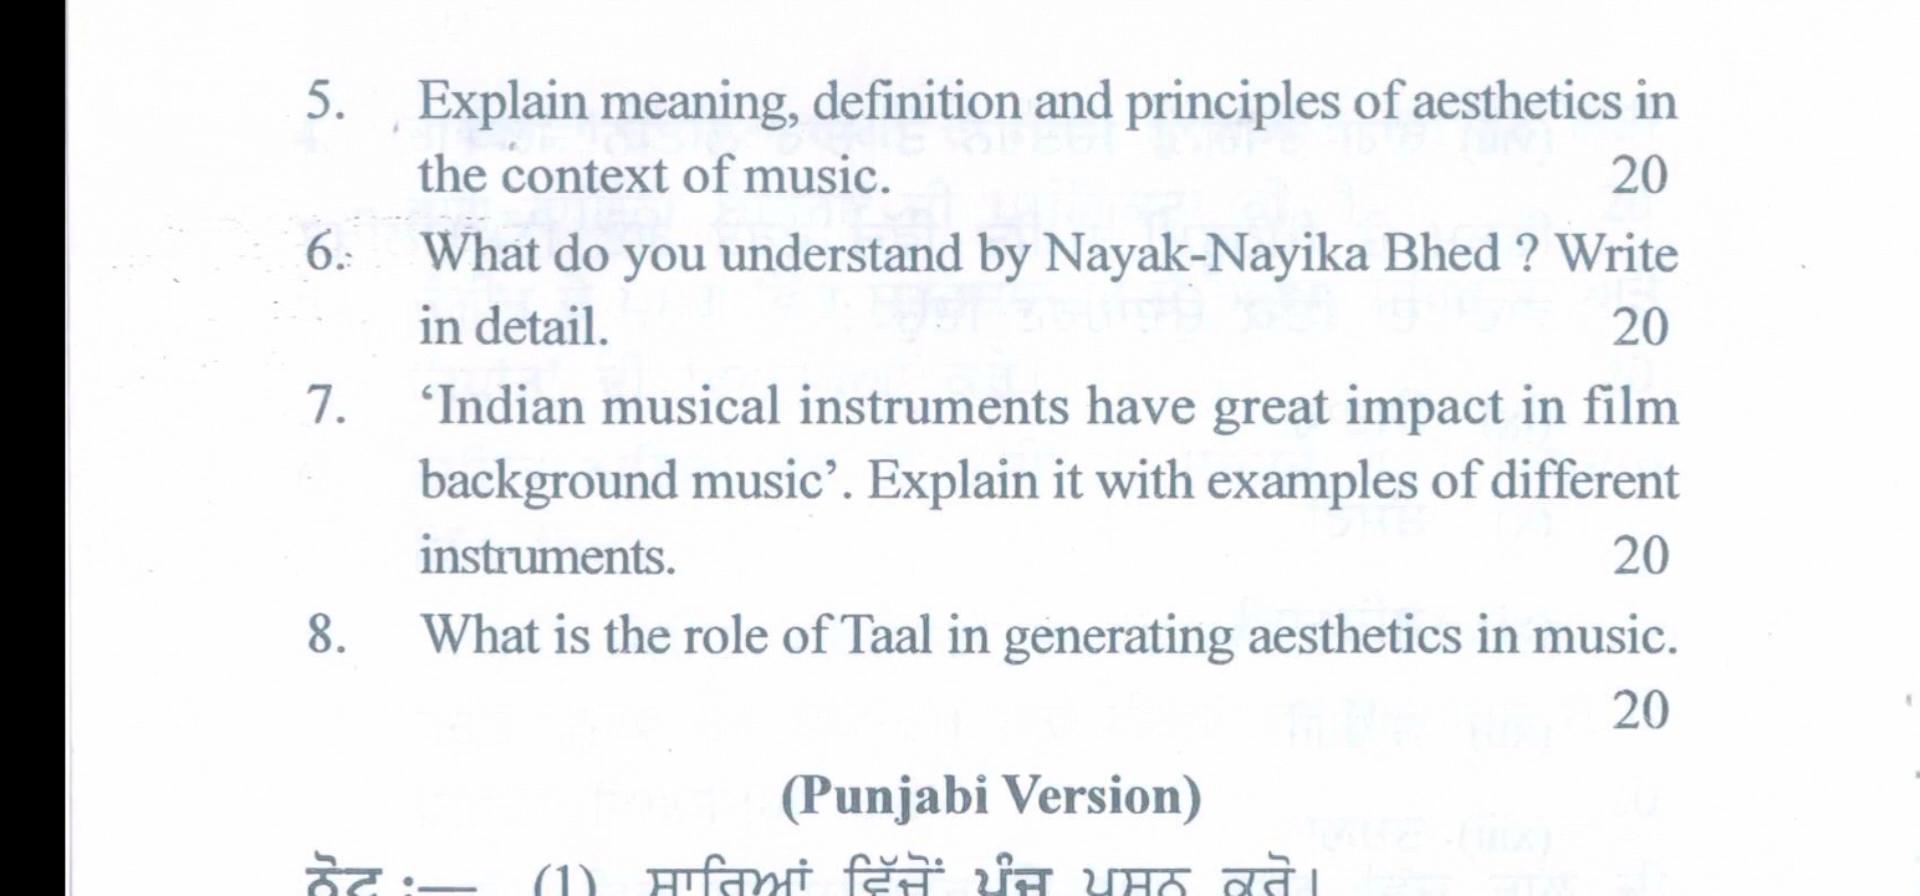 5. Explain meaning, definition and principles of aesthetics in
the context of music. 20
6. What do you understand by Nayak-Nayika Bhed ? Write
in detail. 20
7. ‘Indian musical instruments have great impact in film
background music’. Explain it with examples of different
instruments. 20
8. What is the role of Taal in generating aesthetics in music.
20
(Punjabi Version)
ਨੋਟ :— (1) ਸਾਰਿਆਂ ਵਿੱਚੋਂ ਪੰਜ ਪ੍ਰਸ਼ਨ ਕਰੋ।